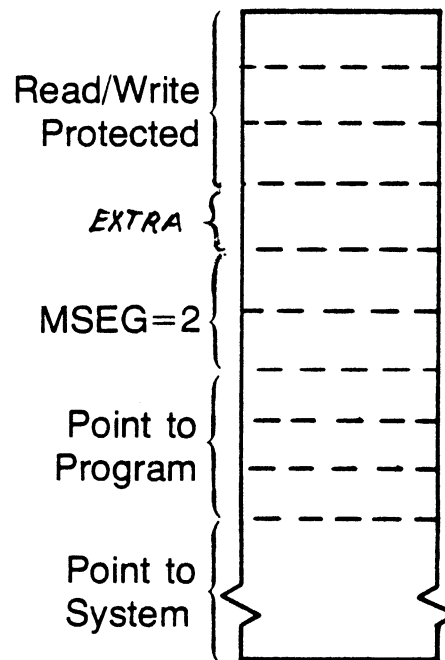 Read/Write
Protected
EXTRA
MSEG=2
Point to
Program
Point to
System